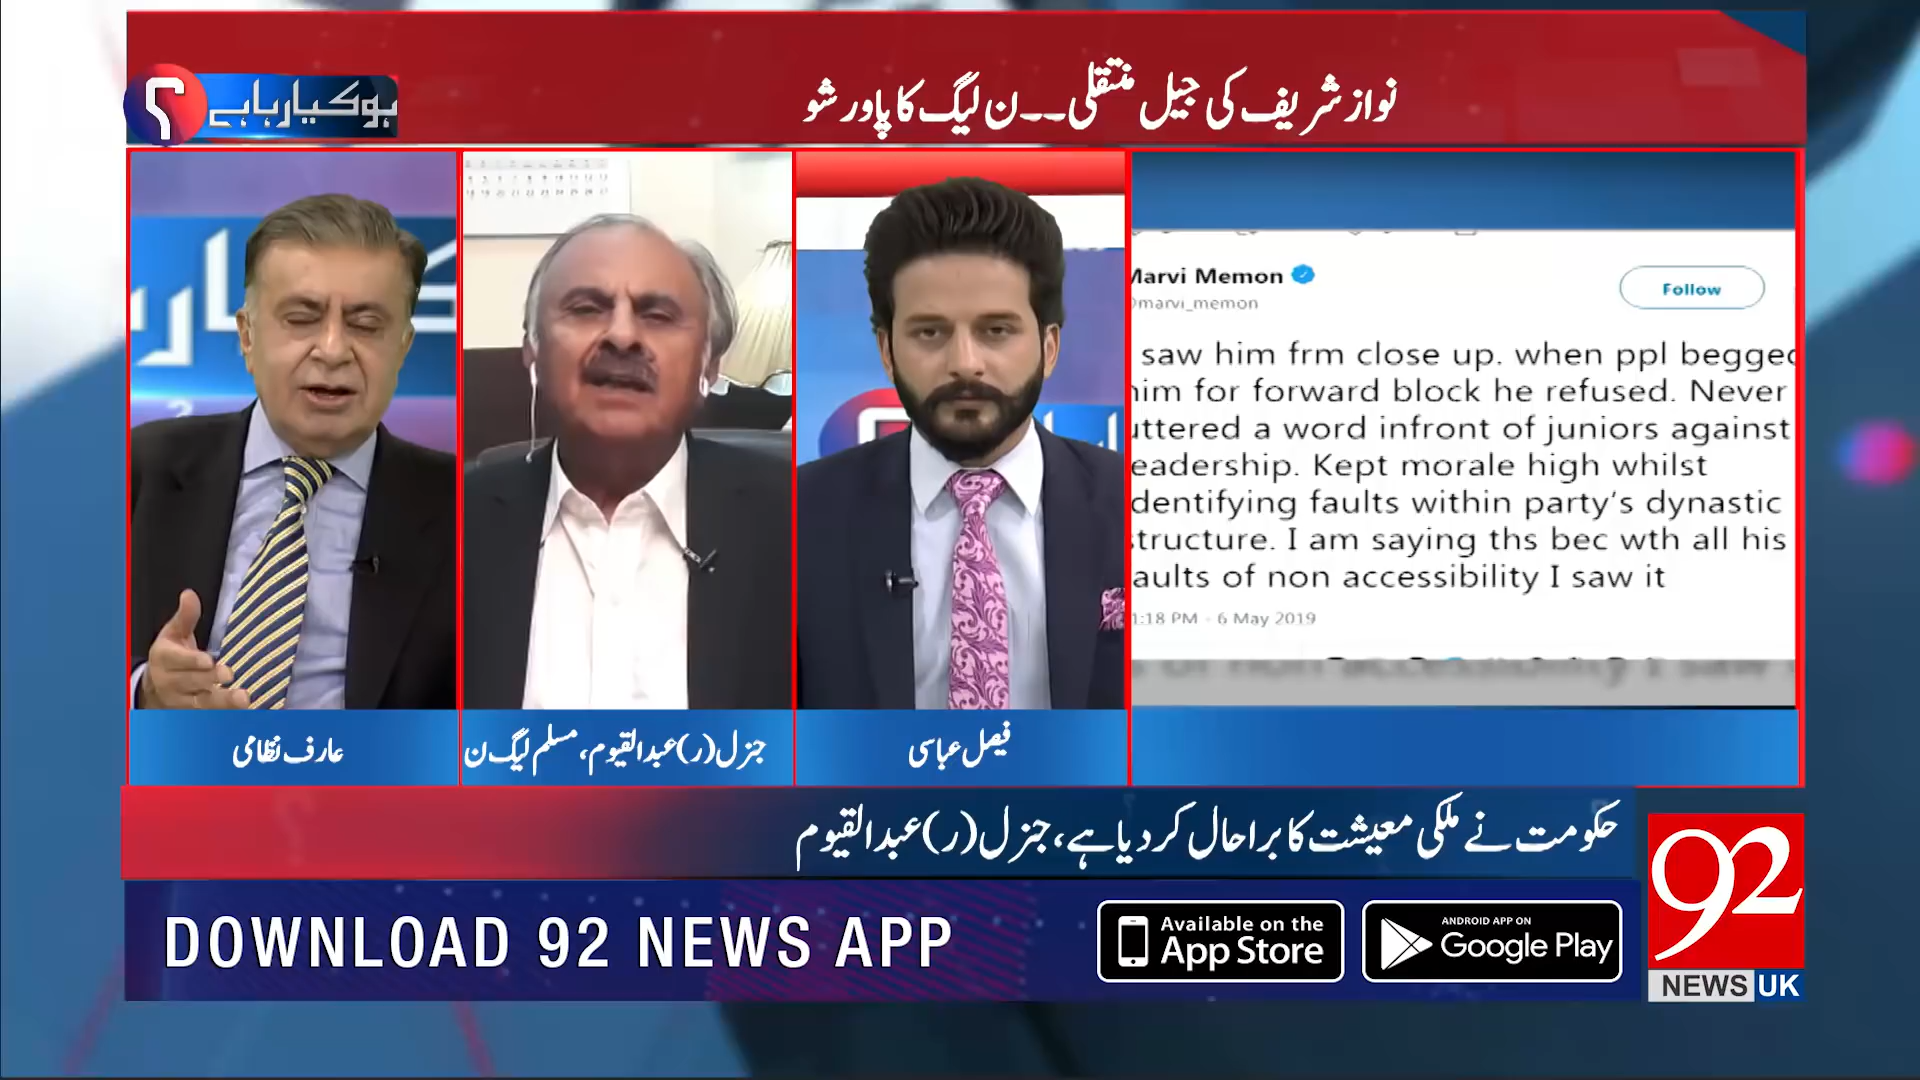 نواز شریف کی جیل منتقلی۔۔ن لیگ کا پاور شو
ہو کیا رہا ہے ؟
Marvi Memon
@marvi_memon
Follow
saw him frm close up. when ppl begged
him for forward block he refused. Never
uttered a word infront of juniors against
leadership. Kept morale high whilst
identifying faults within party's dynastic
structure. I am saying ths bec wth all his
faults of non accessibility I saw it
1:18 PM - 6 May 2019
عارف نظامی
جنرل (ر) عبدالقیوم، مسلم لیگ ن
فیصل عباسی
حکومت نے ملکی معیشت کا برا حال کر دیا ہے، جنرل (ر) عبدالقیوم
DOWNLOAD 92 NEWS APP
Available on the
App Store
ANDROID APP ON
Google Play
92
NEWS UK